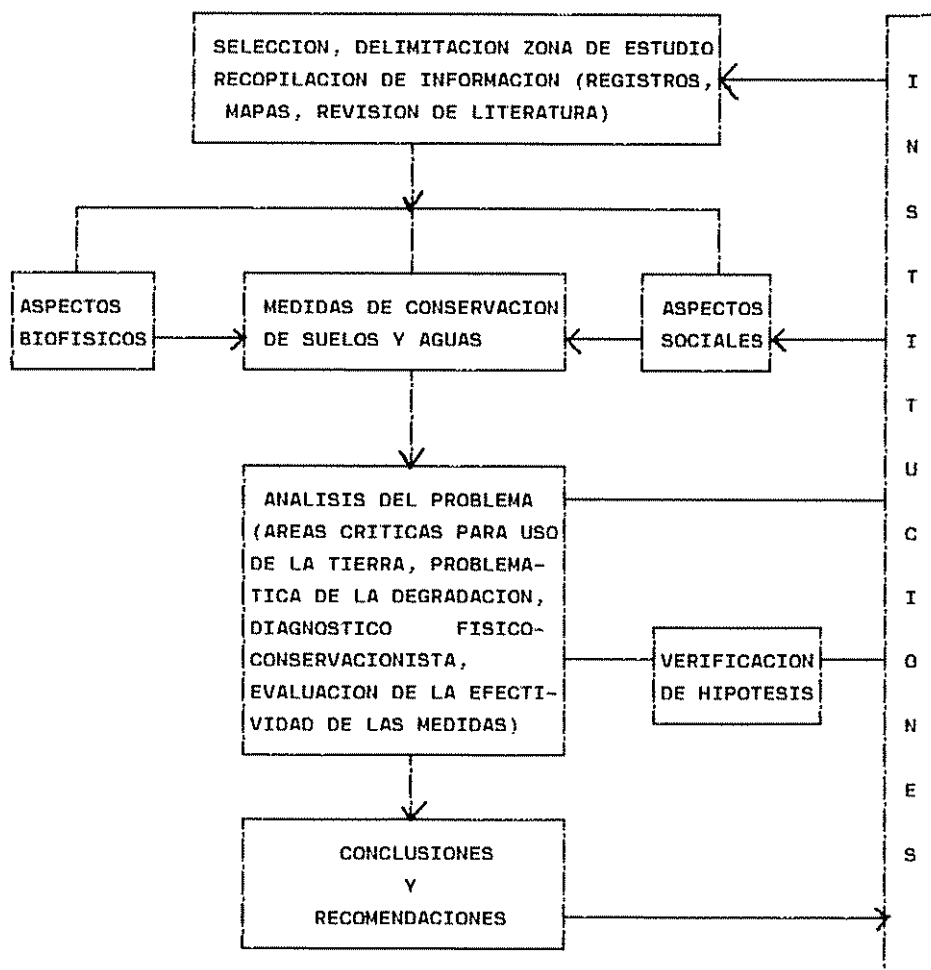 SELECCION, DELIMITACION ZONA DE ESTUDIO
RECOPILACION DE INFORMACION (REGISTROS,
MAPAS, REVISION DE LITERATURA)
ASPECTOS
BIOFISICOS
MEDIDAS DE CONSERVACION
DE SUELOS Y AGUAS
ASPECTOS
SOCIALES
ANALISIS DEL PROBLEMA
(AREAS CRITICAS PARA USO
DE LA TIERRA, PROBLEMA-
TICA DE LA DEGRADACION,
DIAGNOSTICO FISICO-
CONSERVACIONISTA,
EVALUACION DE LA EFECTI-
VIDAD DE LAS MEDIDAS)
VERIFICACION
DE HIPOTESIS
CONCLUSIONES
Y
RECOMENDACIONES
I
N
S
T
I
T
U
C
I
O
N
E
S